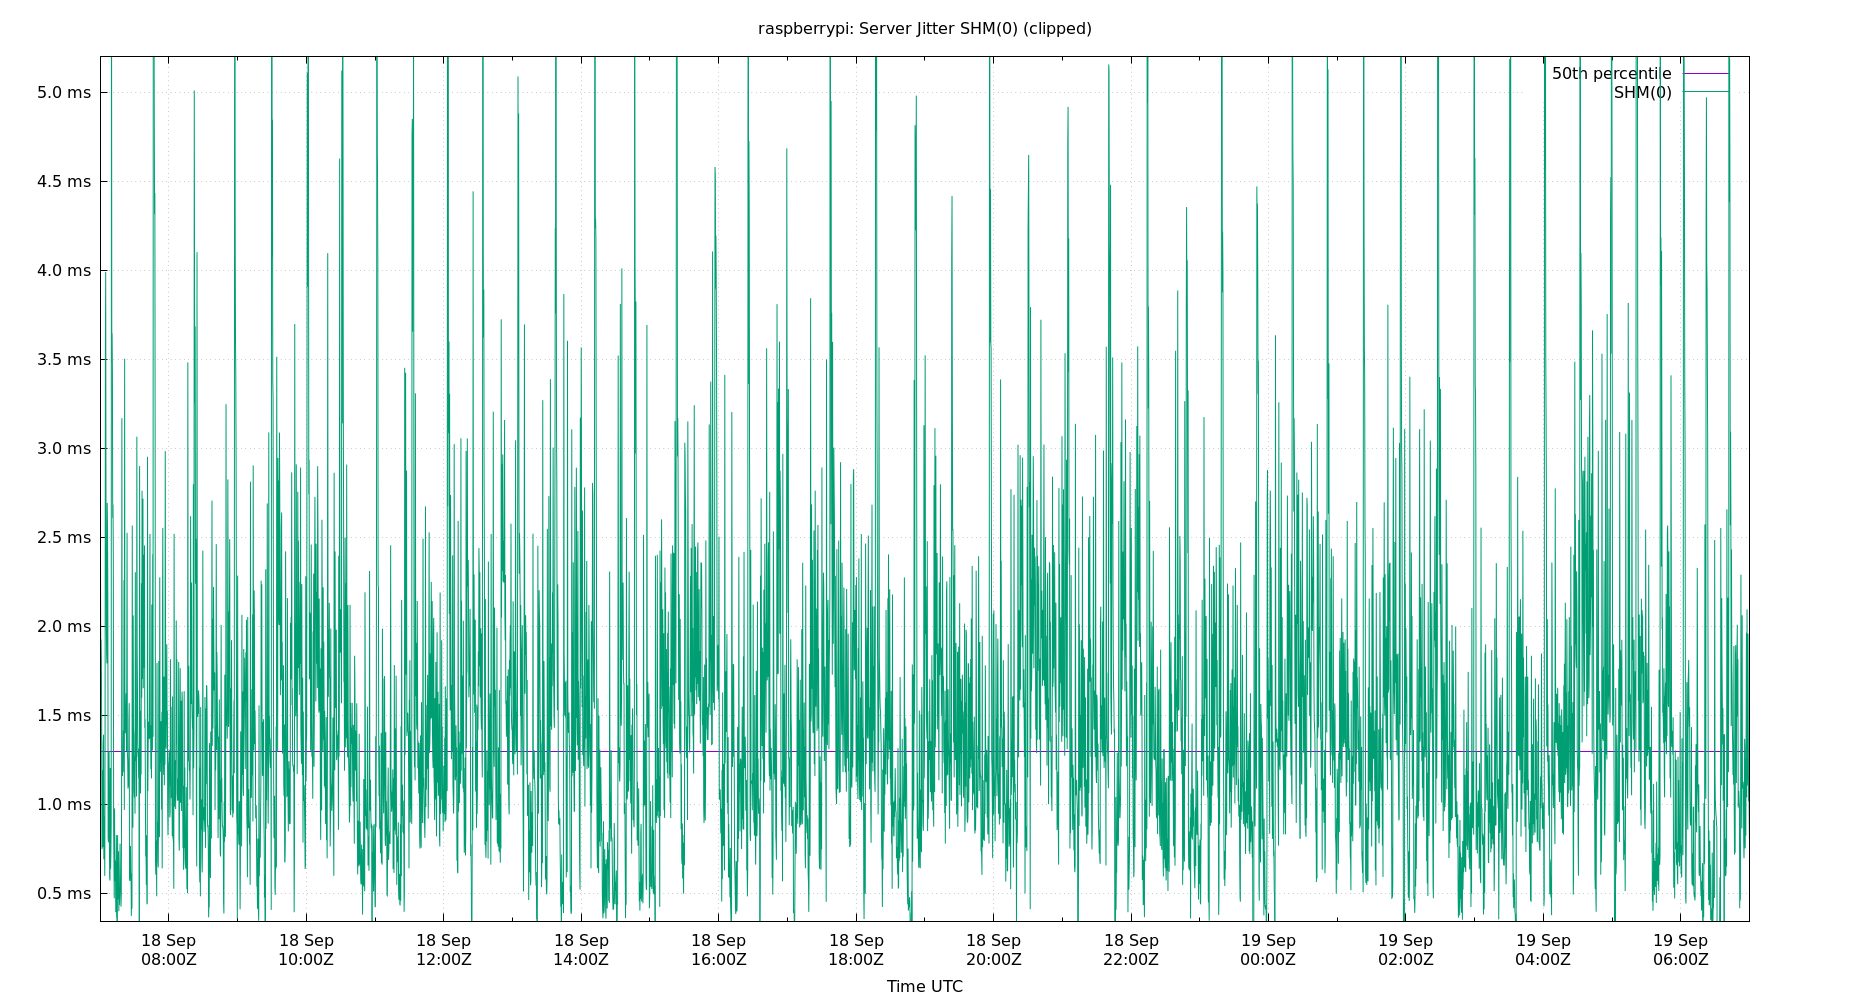 raspberrypi: Server Jitter SHM(0) (clipped)
50th percentile
SHM(0)
5.0 ms
4.5 ms
4.0 ms
3.5 ms
3.0 ms
2.5 ms
2.0 ms
1.5 ms
1.0 ms
0.5 ms
18 Sep 18 Sep 18 Sep 18 Sep 18 Sep 18 Sep 18 Sep 18 Sep 19 Sep 19 Sep 19 Sep 19 Sep
08:00Z 10:00Z 12:00Z 14:00Z 16:00Z 18:00Z 20:00Z 22:00Z 00:00Z 02:00Z 04:00Z 06:00Z
Time UTC